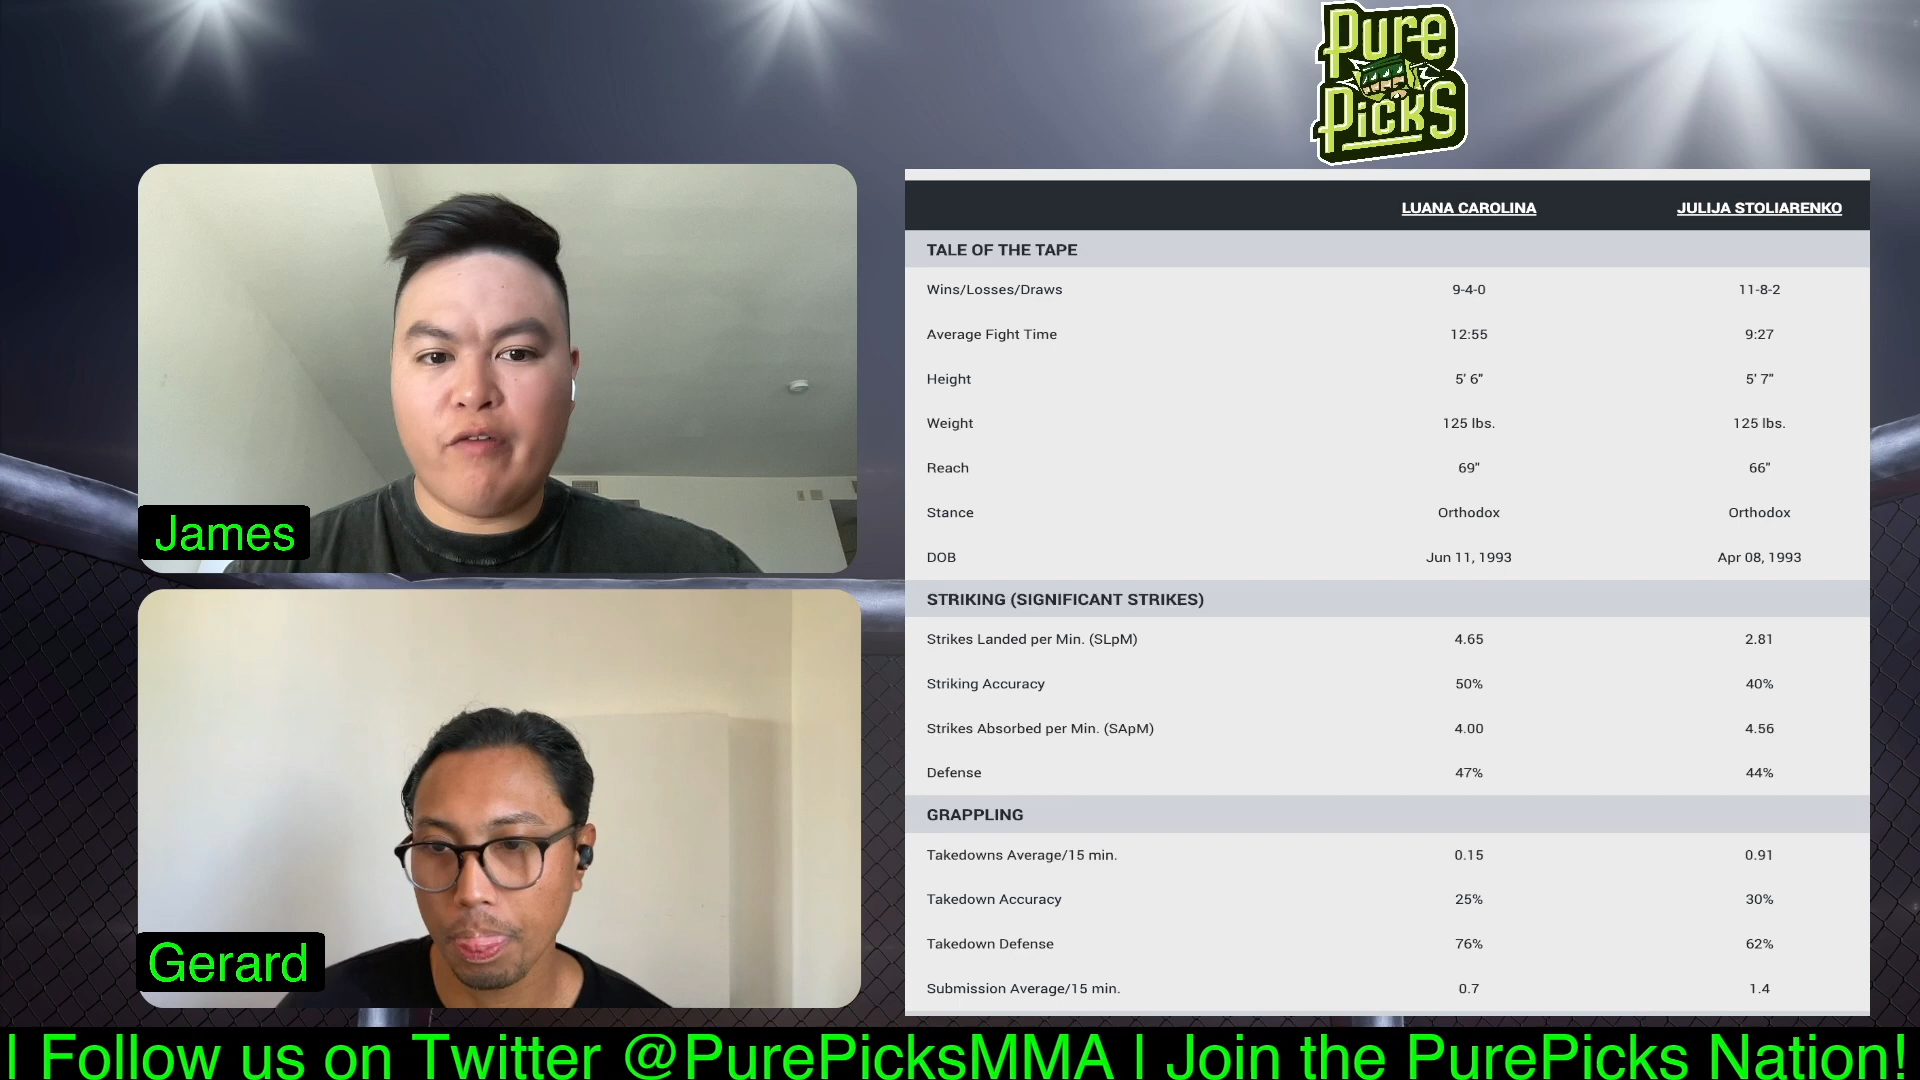 Pure
Picks
James
Gerard
LUANA CAROLINA JULIJA STOLIARENKO
TALE OF THE TAPE
Wins/Losses/Draws 9-4-0 11-8-2
Average Fight Time 12:55 9:27
Height 5' 6" 5' 7"
Weight 125 lbs. 125 lbs.
Reach 69" 66"
Stance Orthodox Orthodox
DOB Jun 11, 1993 Apr 08, 1993
STRIKING (SIGNIFICANT STRIKES)
Strikes Landed per Min. (SLpM) 4.65 2.81
Striking Accuracy 50% 40%
Strikes Absorbed per Min. (SApM) 4.00 4.56
Defense 47% 44%
GRAPPLING
Takedowns Average/15 min. 0.15 0.91
Takedown Accuracy 25% 30%
Takedown Defense 76% 62%
Submission Average/15 min. 0.7 1.4
| Follow us on Twitter @PurePicksMMA | Join the PurePicks Nation!